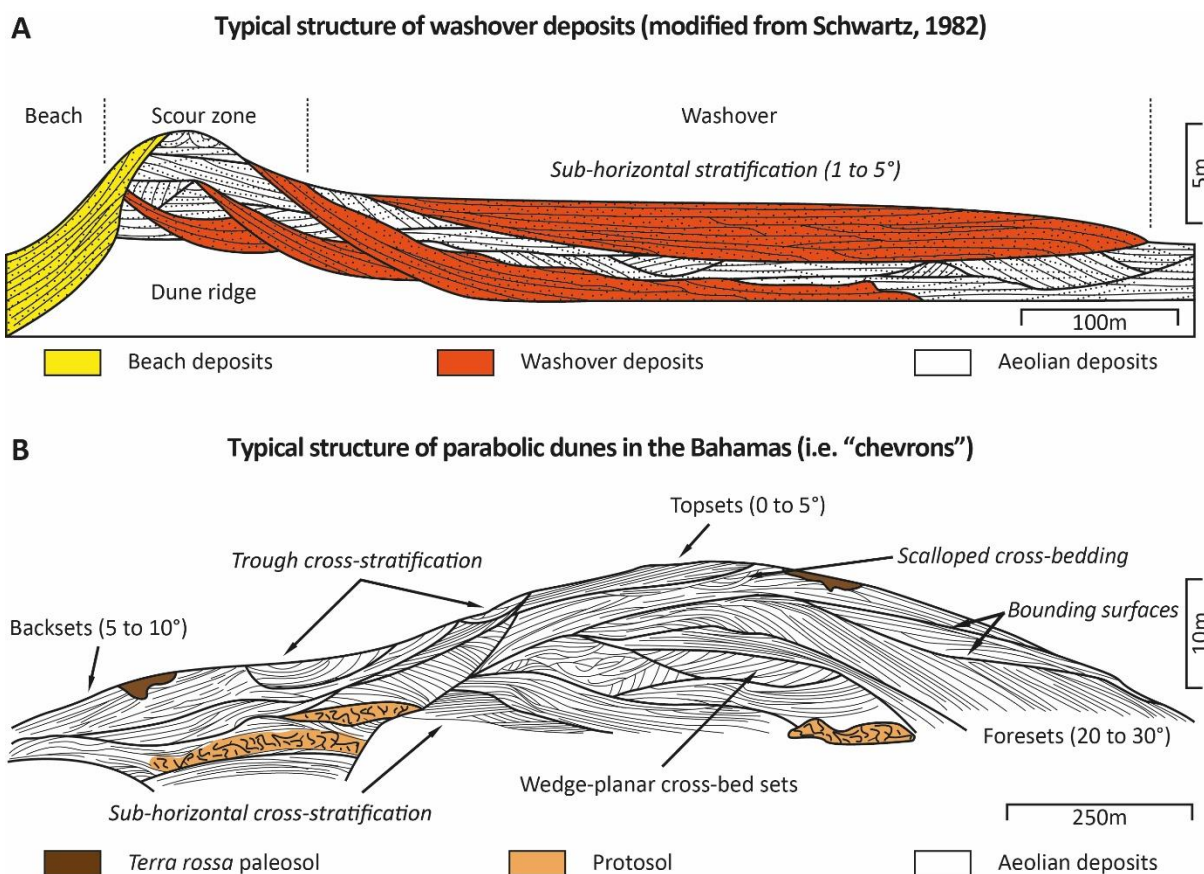 A
Typical structure of washover deposits (modified from Schwartz, 1982)
Beach
Scour zone
Washover
Sub-horizontal stratification (1 to 5°)
5m
Dune ridge
100m
Beach deposits
Washover deposits
Aeolian deposits
B
Typical structure of parabolic dunes in the Bahamas (i.e. “chevrons”)
Topsets (0 to 5°)
Trough cross-stratification
Scalloped cross-bedding
Backsets (5 to 10°)
Bounding surfaces
10m
Foresets (20 to 30°)
Wedge-planar cross-bed sets
Sub-horizontal cross-stratification
250m
Terra rossa paleosol
Protosol
Aeolian deposits